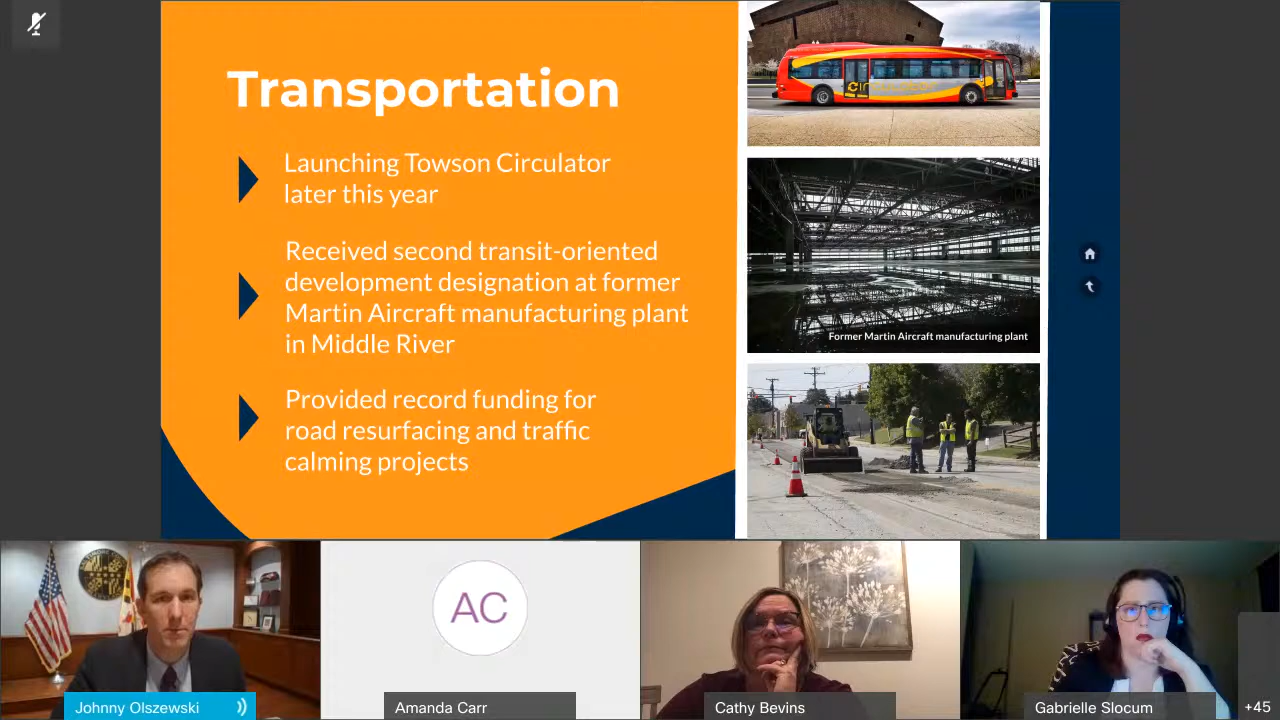 Transportation
Launching Towson Circulator
later this year
Received second transit-oriented
development designation at former
Martin Aircraft manufacturing plant
in Middle River
Provided record funding for
road resurfacing and traffic
calming projects
Former Martin Aircraft manufacturing plant
AC
Johnny Olszewski
Amanda Carr
Cathy Bevins
Gabrielle Slocum
+45